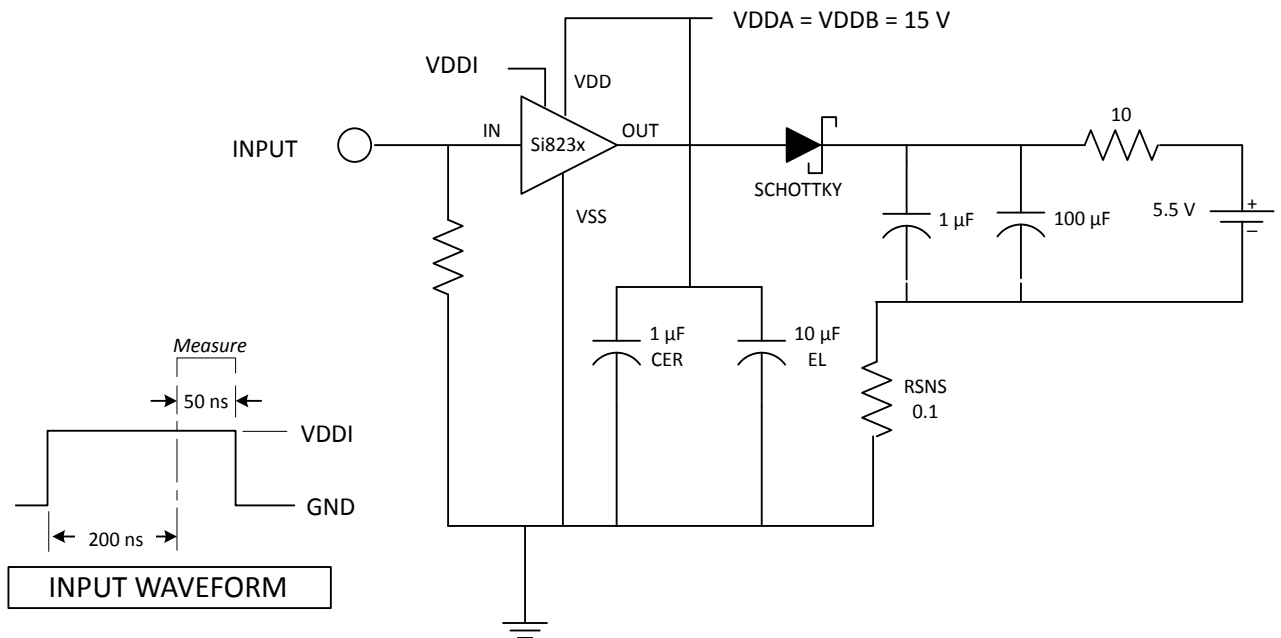 VDDA = VDDB = 15 V
VDDI
VDD
10
INPUT
IN
Si823x
OUT
SCHOTTKY
VSS
1 µF
100 µF
5.5 V
+
–
1 µF
CER
10 µF
EL
RSNS
0.1
Measure
50 ns
VDDI
GND
200 ns
INPUT WAVEFORM